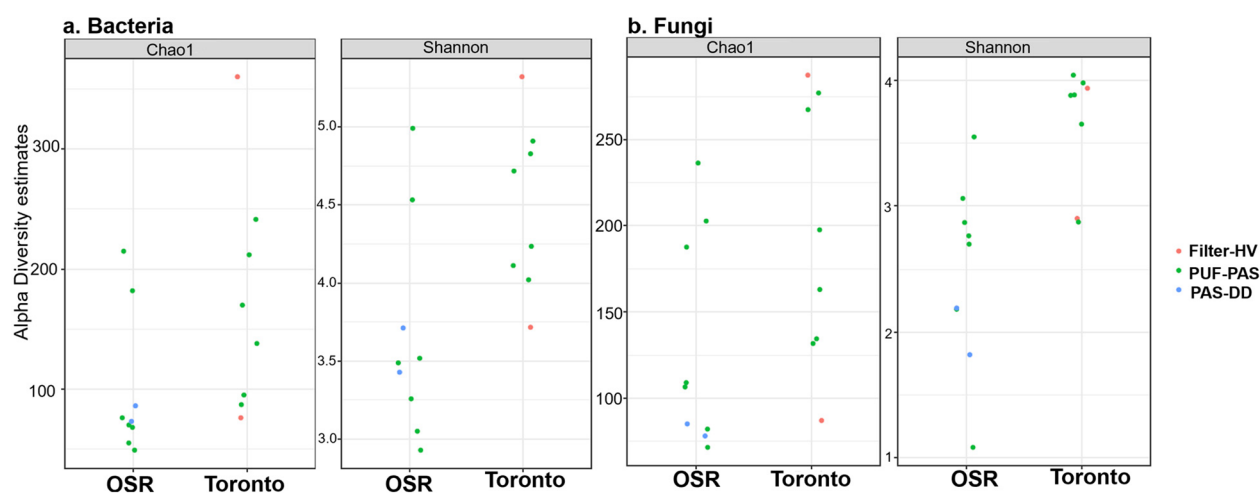 a. Bacteria
b. Fungi
Chao1
Shannon
Chao1
Shannon
Alpha Diversity estimates
300
200
100
5.0
4.5
4.0
3.5
3.0
250
200
150
100
4
3
2
1
OSR
Toronto
OSR
Toronto
OSR
Toronto
OSR
Toronto
Filter-HV
PUF-PAS
PAS-DD